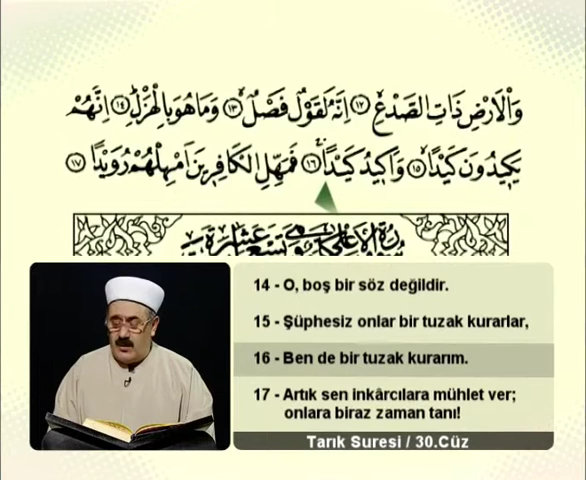 وَالْاَرْضِ ذَاتِ الصَّدْعِۙ ﴿١٢﴾ اِنَّهُ لَقَوْلٌ فَصْلٌۙ ﴿١٣﴾ وَمَا هُوَ بِالْهَزْلِۜ ﴿١٤﴾ اِنَّهُمْ
يَكِيدُونَ كَيْدًاۙ ﴿١٥﴾ وَاَكِيدُ كَيْدًاۚ ﴿١٦﴾ فَمَهِّلِ الْكَافِرِينَ اَمْهِلْهُمْ رُوَيْدًا ﴿١٧﴾
14 - O, boş bir söz değildir.
15 - Şüphesiz onlar bir tuzak kurarlar,
16 - Ben de bir tuzak kurarım.
17 - Artık sen inkârcılara mühlet ver;
onlara biraz zaman tanı!
Tarık Suresi / 30.Cüz